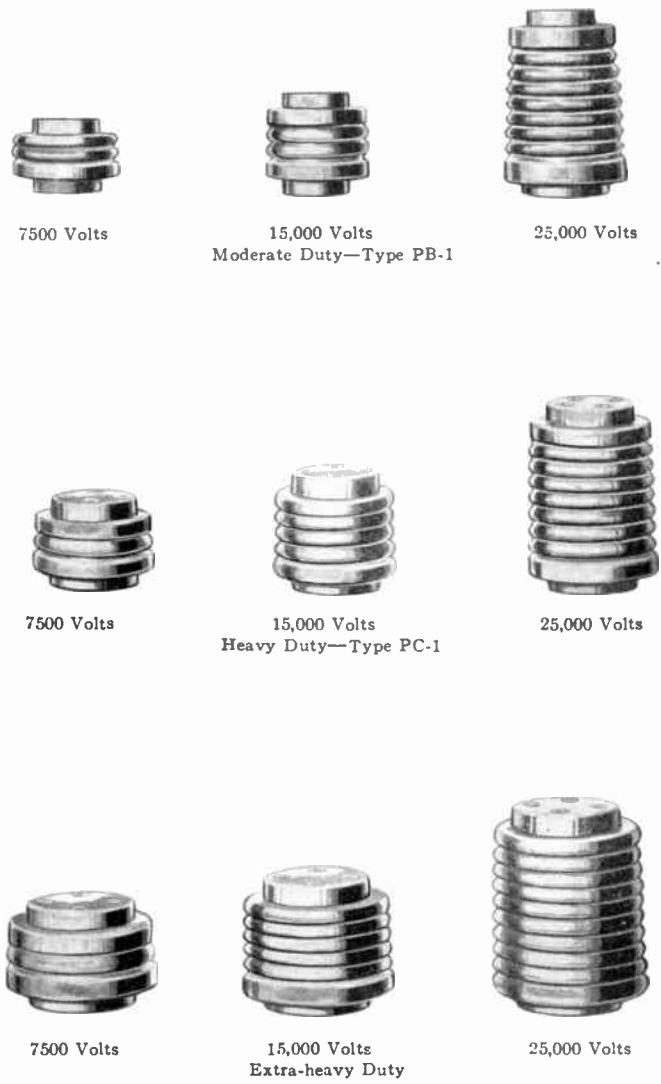 7500 Volts 15,000 Volts 25,000 Volts
Moderate Duty—Type PB-1
7500 Volts 15,000 Volts 25,000 Volts
Heavy Duty—Type PC-1
7500 Volts 15,000 Volts 25,000 Volts
Extra-heavy Duty